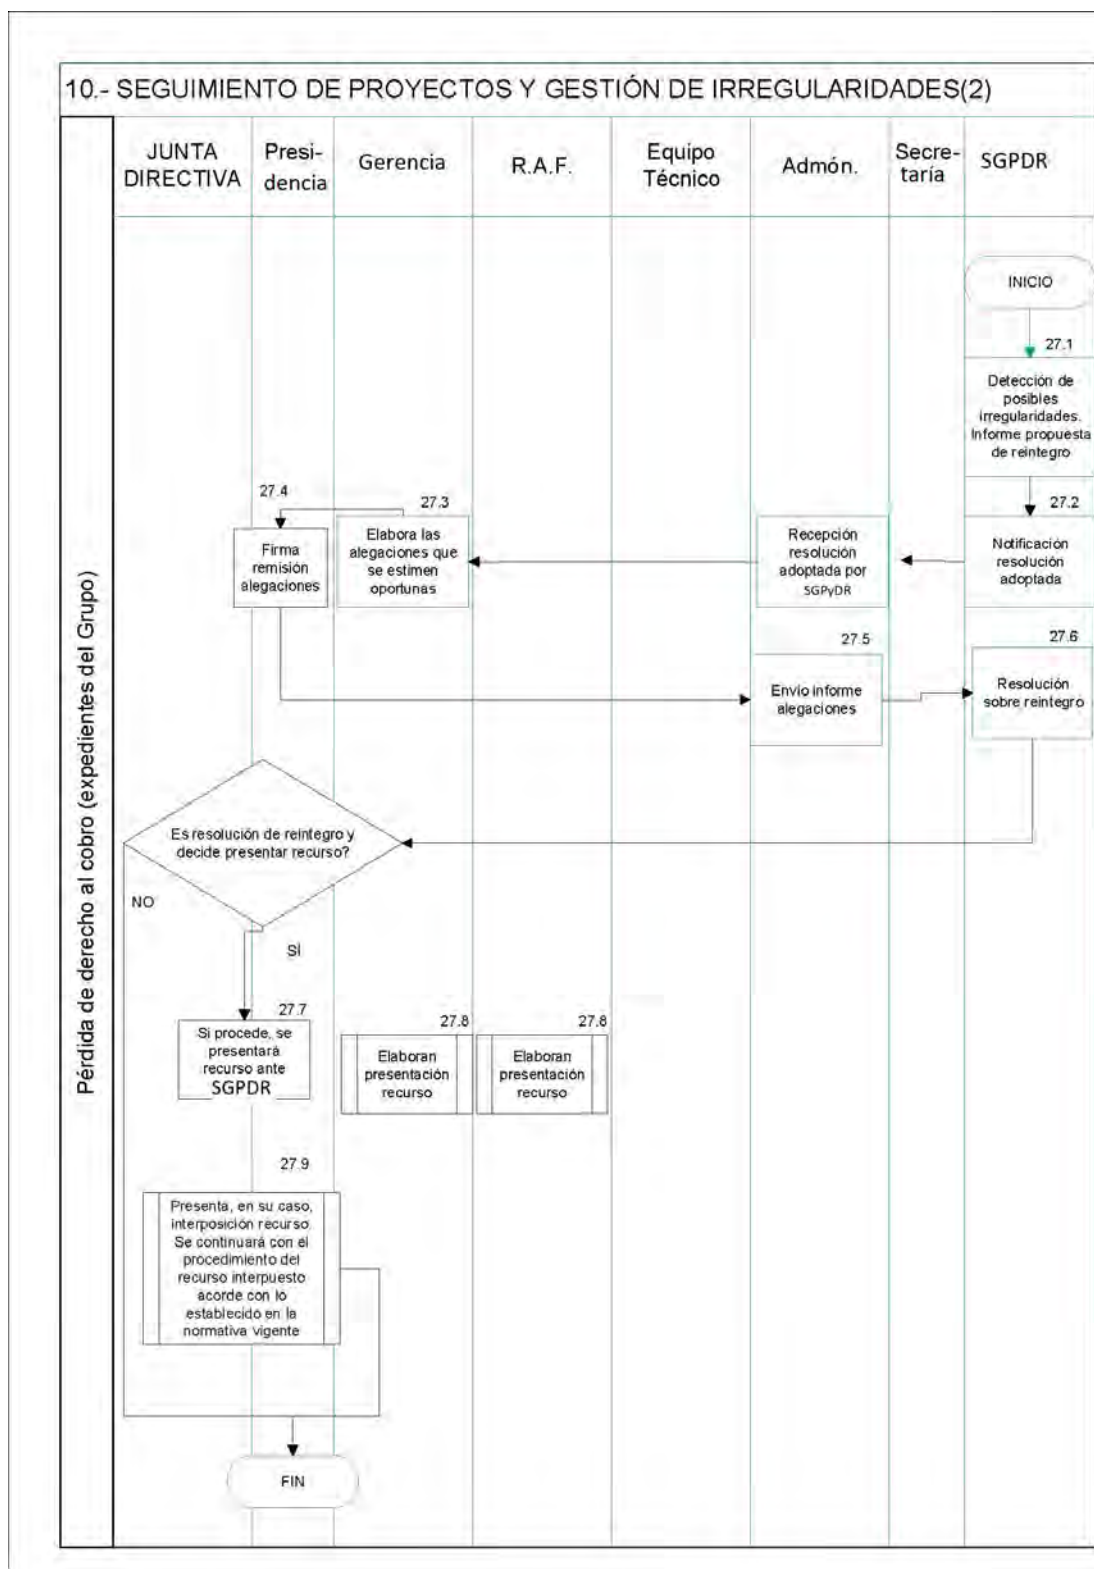 10.- SEGUIMIENTO DE PROYECTOS Y GESTIÓN DE IRREGULARIDADES(2)
Pérdida de derecho al cobro (expedientes del Grupo)
JUNTA
DIRECTIVA
Presi-
dencia
Gerencia
R.A.F.
Equipo
Técnico
Admón.
Secre-
taría
SGPDR
INICIO
27.1
Detección de
posibles
irregularidades.
Informe propuesta
de reintegro
27.4
27.3
27.2
Firma
remisión
alegaciones
Elabora las
alegaciones que
se estimen
oportunas
Recepción
resolución
adoptada por
SGPyDR
Notificación
resolución
adoptada
27.5
27.6
Envío informe
alegaciones
Resolución
sobre reintegro
Es resolución de reintegro y
decide presentar recurso?
NO
SÍ
27.7
27.8
27.8
Si procede, se
presentará
recurso ante
SGPDR
Elaboran
presentación
recurso
Elaboran
presentación
recurso
27.9
Presenta, en su caso,
interposición recurso.
Se continuará con el
procedimiento del
recurso interpuesto
acorde con lo
establecido en la
normativa vigente
FIN